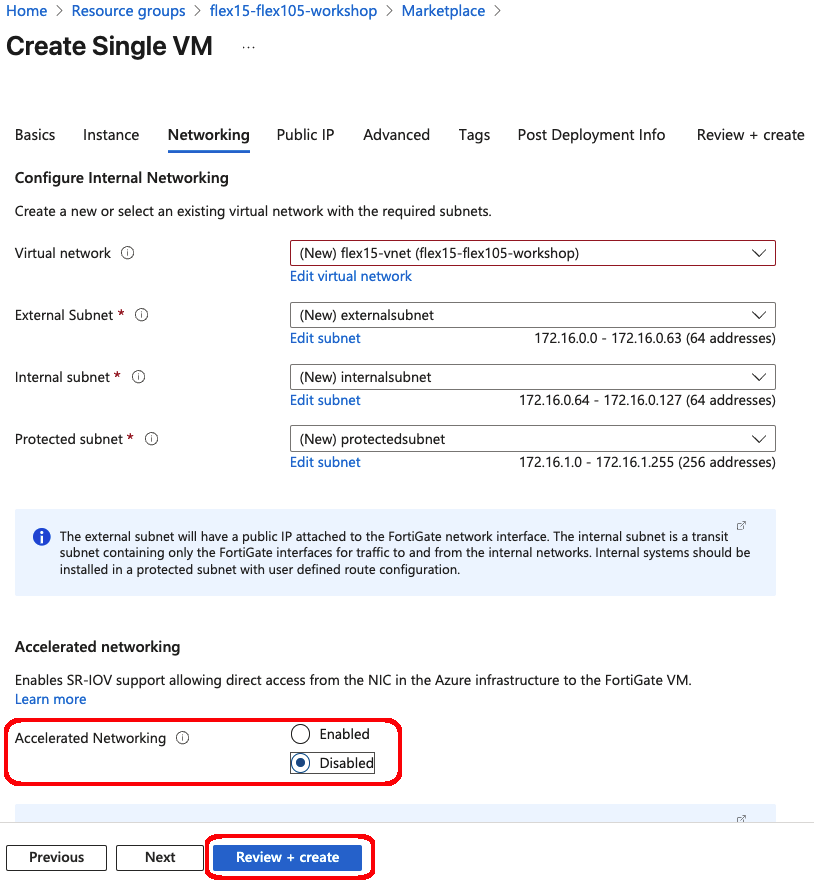 Home > Resource groups > flex15-flex105-workshop > Marketplace >
Create Single VM ...
Basics Instance Networking Public IP Advanced Tags Post Deployment Info Review + create
Configure Internal Networking
Create a new or select an existing virtual network with the required subnets.
Virtual network (New) flex15-vnet (flex15-flex105-workshop)
Edit virtual network
External Subnet * (New) externalsubnet
Edit subnet 172.16.0.0 - 172.16.0.63 (64 addresses)
Internal subnet * (New) internalsubnet
Edit subnet 172.16.0.64 - 172.16.0.127 (64 addresses)
Protected subnet * (New) protectedsubnet
Edit subnet 172.16.1.0 - 172.16.1.255 (256 addresses)
The external subnet will have a public IP attached to the FortiGate network interface. The internal subnet is a transit
subnet containing only the FortiGate interfaces for traffic to and from the internal networks. Internal systems should be
installed in a protected subnet with user defined route configuration.
Accelerated networking
Enables SR-IOV support allowing direct access from the NIC in the Azure infrastructure to the FortiGate VM.
Learn more
Accelerated Networking Enabled
Disabled
Previous Next Review + create